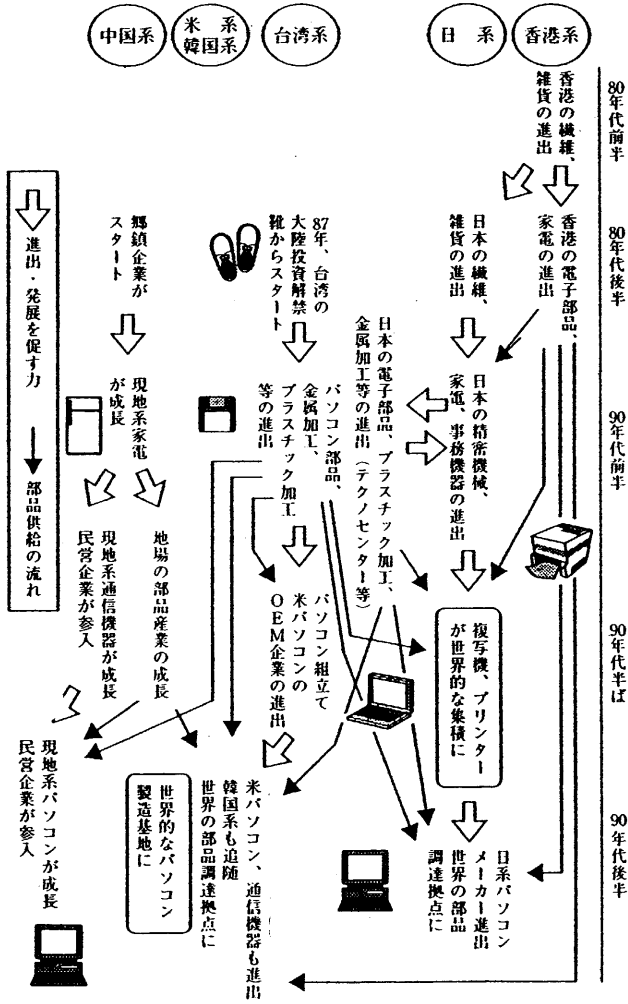 香港系
日　系
台湾系
米　系
韓国系
中国系
80年代前半
80年代後半
90年代前半
90年代半ば
90年代後半
香港の繊維、
雑貨の進出
香港の電子部品、
家電の進出
日本の繊維、
雑貨の進出
日本の精密機械、
家電、事務機器の進出
複写機、プリンター
が世界的な集積に
日系パソコン
メーカー進出
世界の部品
調達拠点に
日本の電子部品、プラスチック加工、
金属加工等の進出（テクノセンター等）
87年、台湾の
大陸投資解禁
靴からスタート
パソコン部品、
金属加工、
プラスチック加工
等の進出
パソコン組立て
米パソコンの
OEM企業の進出
米パソコン、通信機器も進出
韓国系も追随
世界の部品調達拠点に
世界的なパソコン
製造基地に
郷鎮企業が
スタート
現地系家電
が成長
地場の部品産業の成長
現地系通信機器が成長
民営企業が参入
現地系パソコンが成長
民営企業が参入
進出・発展を促す力
部品供給の流れ